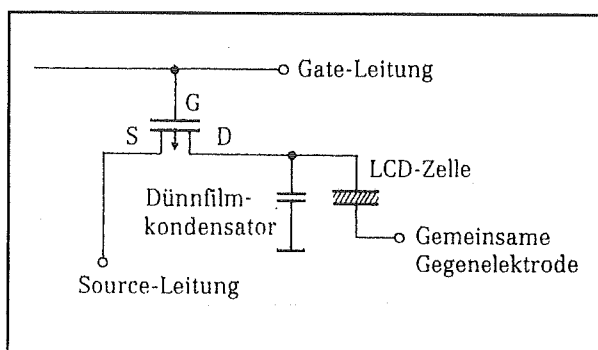 Gate-Leitung
G
S D
LCD-Zelle
Dünnfilm-
kondensator
Gemeinsame
Gegenelektrode
Source-Leitung